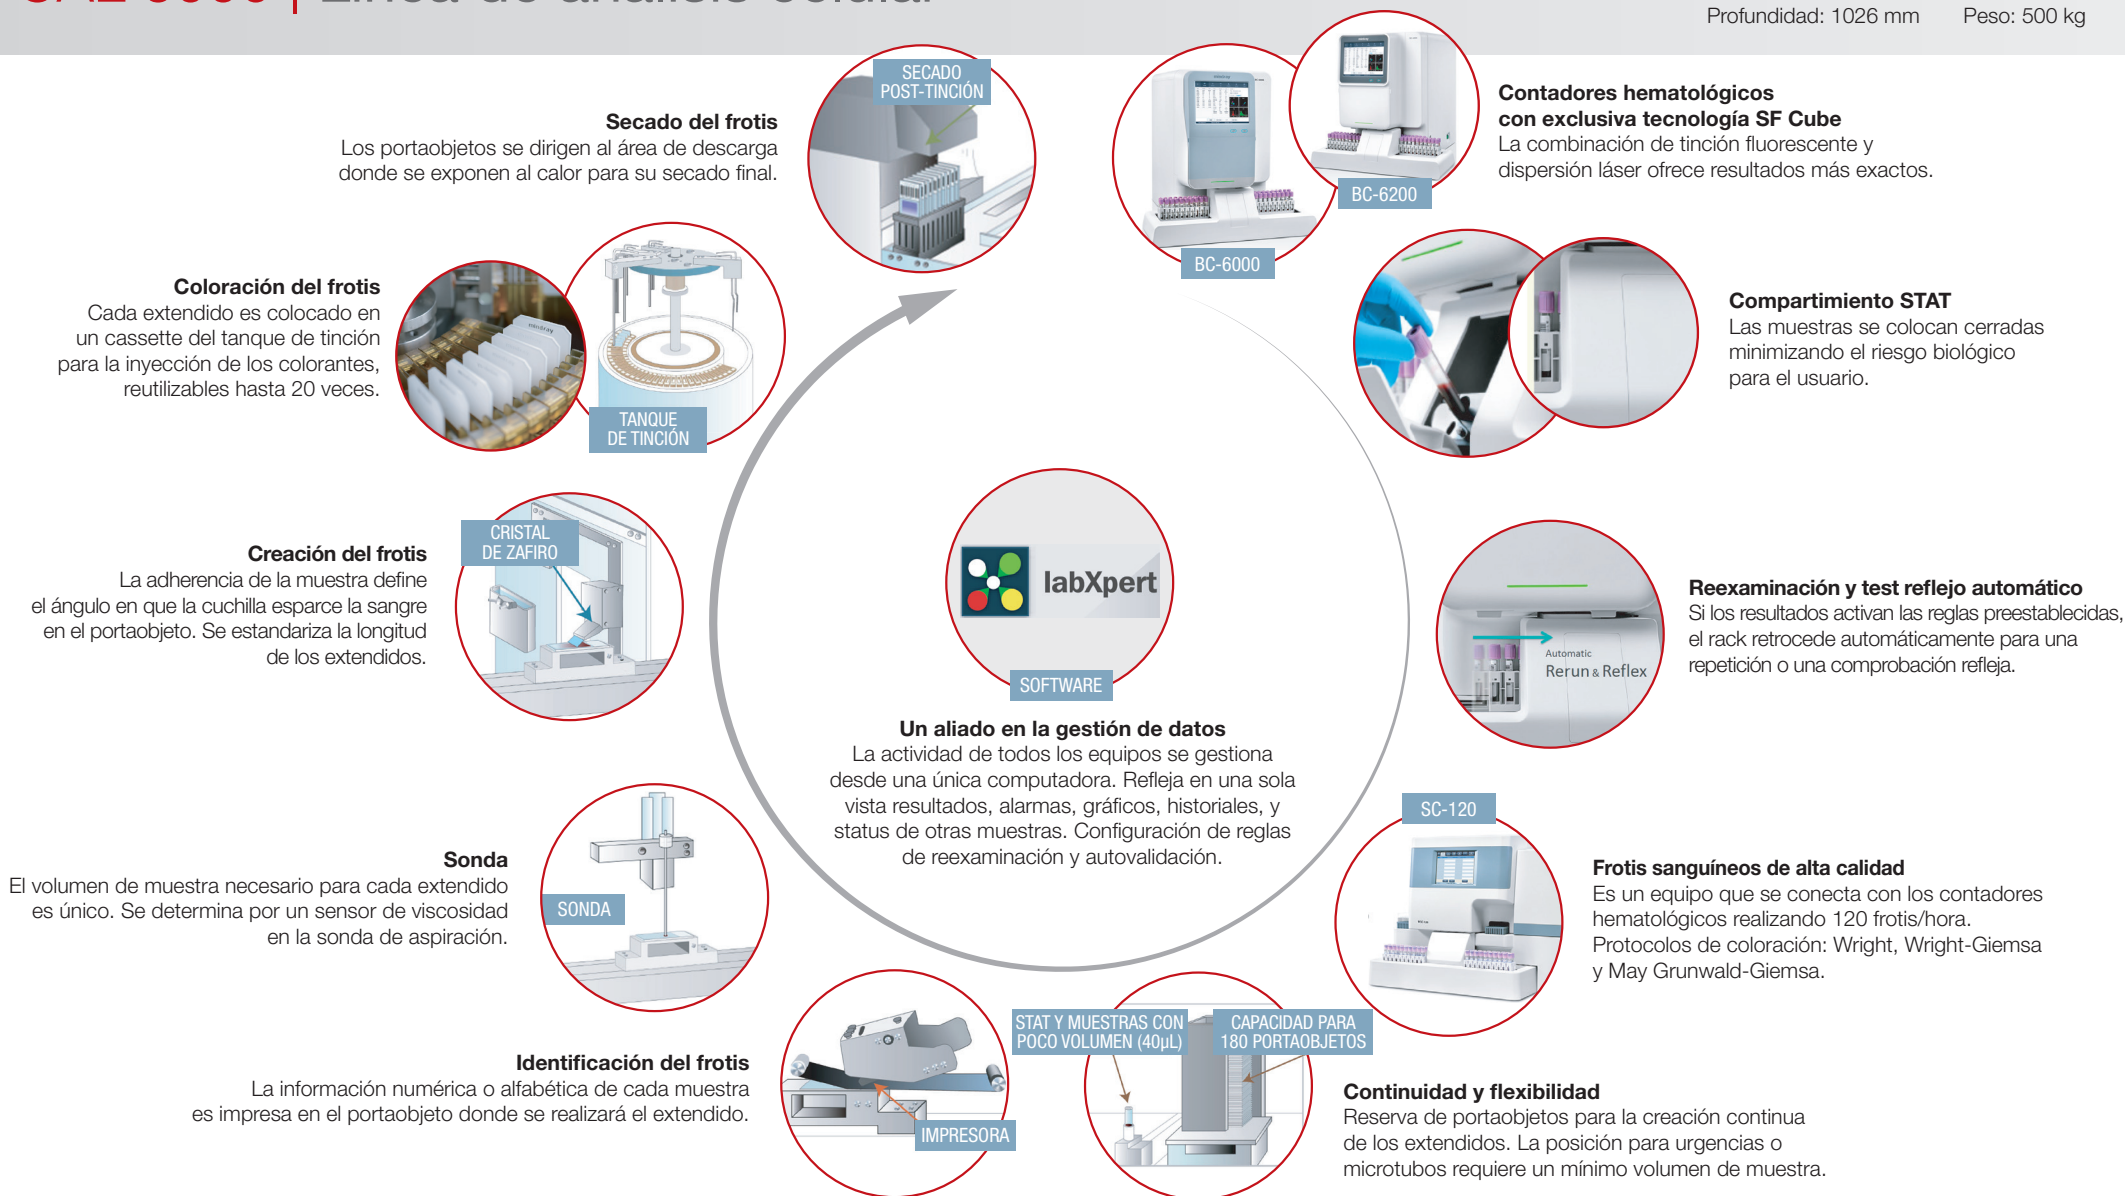 Línea de análisis celular
Profundidad: 1026 mm
Peso: 500 kg
SECADO
POST-TINCIÓN
Secado del frotis
Los portaobjetos se dirigen al área de descarga
donde se exponen al calor para su secado final.
BC-6200
BC-6000
Contadores hematológicos
con exclusiva tecnología SF Cube
La combinación de tinción fluorescente y
dispersión láser ofrece resultados más exactos.
Compartimiento STAT
Las muestras se colocan cerradas
minimizando el riesgo biológico
para el usuario.
Automatic
Rerun & Reflex
Reexaminación y test reflejo automático
Si los resultados activan las reglas preestablecidas,
el rack retrocede automáticamente para una
repetición o una comprobación refleja.
SC-120
Frotis sanguíneos de alta calidad
Es un equipo que se conecta con los contadores
hematológicos realizando 120 frotis/hora.
Protocolos de coloración: Wright, Wright-Giemsa
y May Grunwald-Giemsa.
STAT Y MUESTRAS CON
POCO VOLUMEN (40µL)
CAPACIDAD PARA
180 PORTAOBJETOS
Continuidad y flexibilidad
Reserva de portaobjetos para la creación continua
de los extendidos. La posición para urgencias o
microtubos requiere un mínimo volumen de muestra.
IMPRESORA
Identificación del frotis
La información numérica o alfabética de cada muestra
es impresa en el portaobjeto donde se realizará el extendido.
SONDA
Sonda
El volumen de muestra necesario para cada extendido
es único. Se determina por un sensor de viscosidad
en la sonda de aspiración.
CRISTAL
DE ZAFIRO
Creación del frotis
La adherencia de la muestra define
el ángulo en que la cuchilla esparce la sangre
en el portaobjeto. Se estandariza la longitud
de los extendidos.
mindray
TANQUE
DE TINCIÓN
Coloración del frotis
Cada extendido es colocado en
un cassette del tanque de tinción
para la inyección de los colorantes,
reutilizables hasta 20 veces.
labXpert
SOFTWARE
Un aliado en la gestión de datos
La actividad de todos los equipos se gestiona
desde una única computadora. Refleja en una sola
vista resultados, alarmas, gráficos, historiales, y
status de otras muestras. Configuración de reglas
de reexaminación y autovalidación.